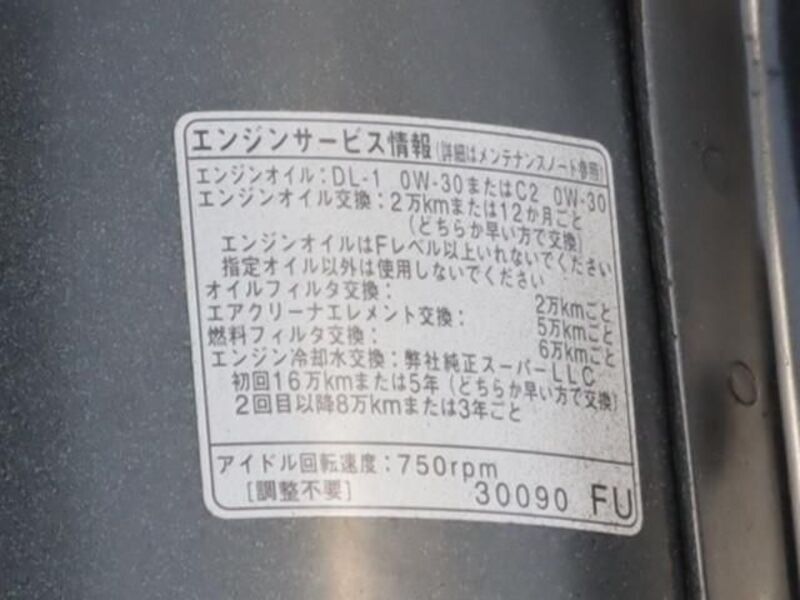 エンジンサービス情報(詳細はメンテナンスノート参照)
エンジンオイル:DL-1 0W-30またはC2 0W-30
エンジンオイル交換:2万kmまたは12か月ごと
(どちらか早い方で交換)
エンジンオイルはFレベル以上いれないでください
指定オイル以外は使用しないでください
オイルフィルタ交換: 2万kmごと
エアクリーナエレメント交換: 5万kmごと
燃料フィルタ交換: 6万kmごと
エンジン冷却水交換:弊社純正スーパーLLC
初回16万kmまたは5年(どちらか早い方で交換)
2回目以降8万kmまたは3年ごと
アイドル回転速度:750rpm
[調整不要] 30090 FU